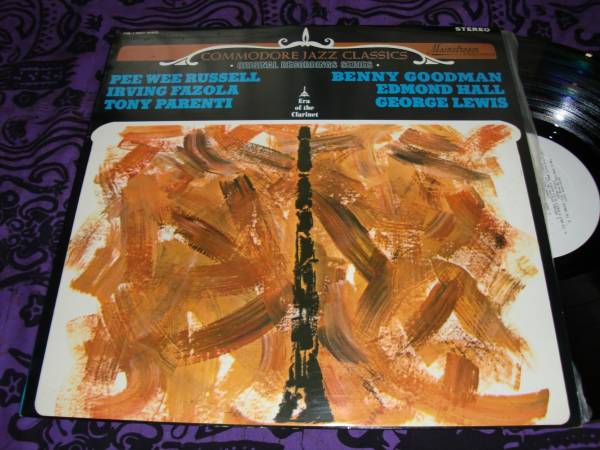 STEREO
COMMODORE JAZZ CLASSICS
Mainstream
• ORIGINAL RECORDINGS SERIES •
PEE WEE RUSSELL
IRVING FAZOLA
TONY PARENTI
BENNY GOODMAN
EDMOND HALL
GEORGE LEWIS
Era
of the
Clarinet